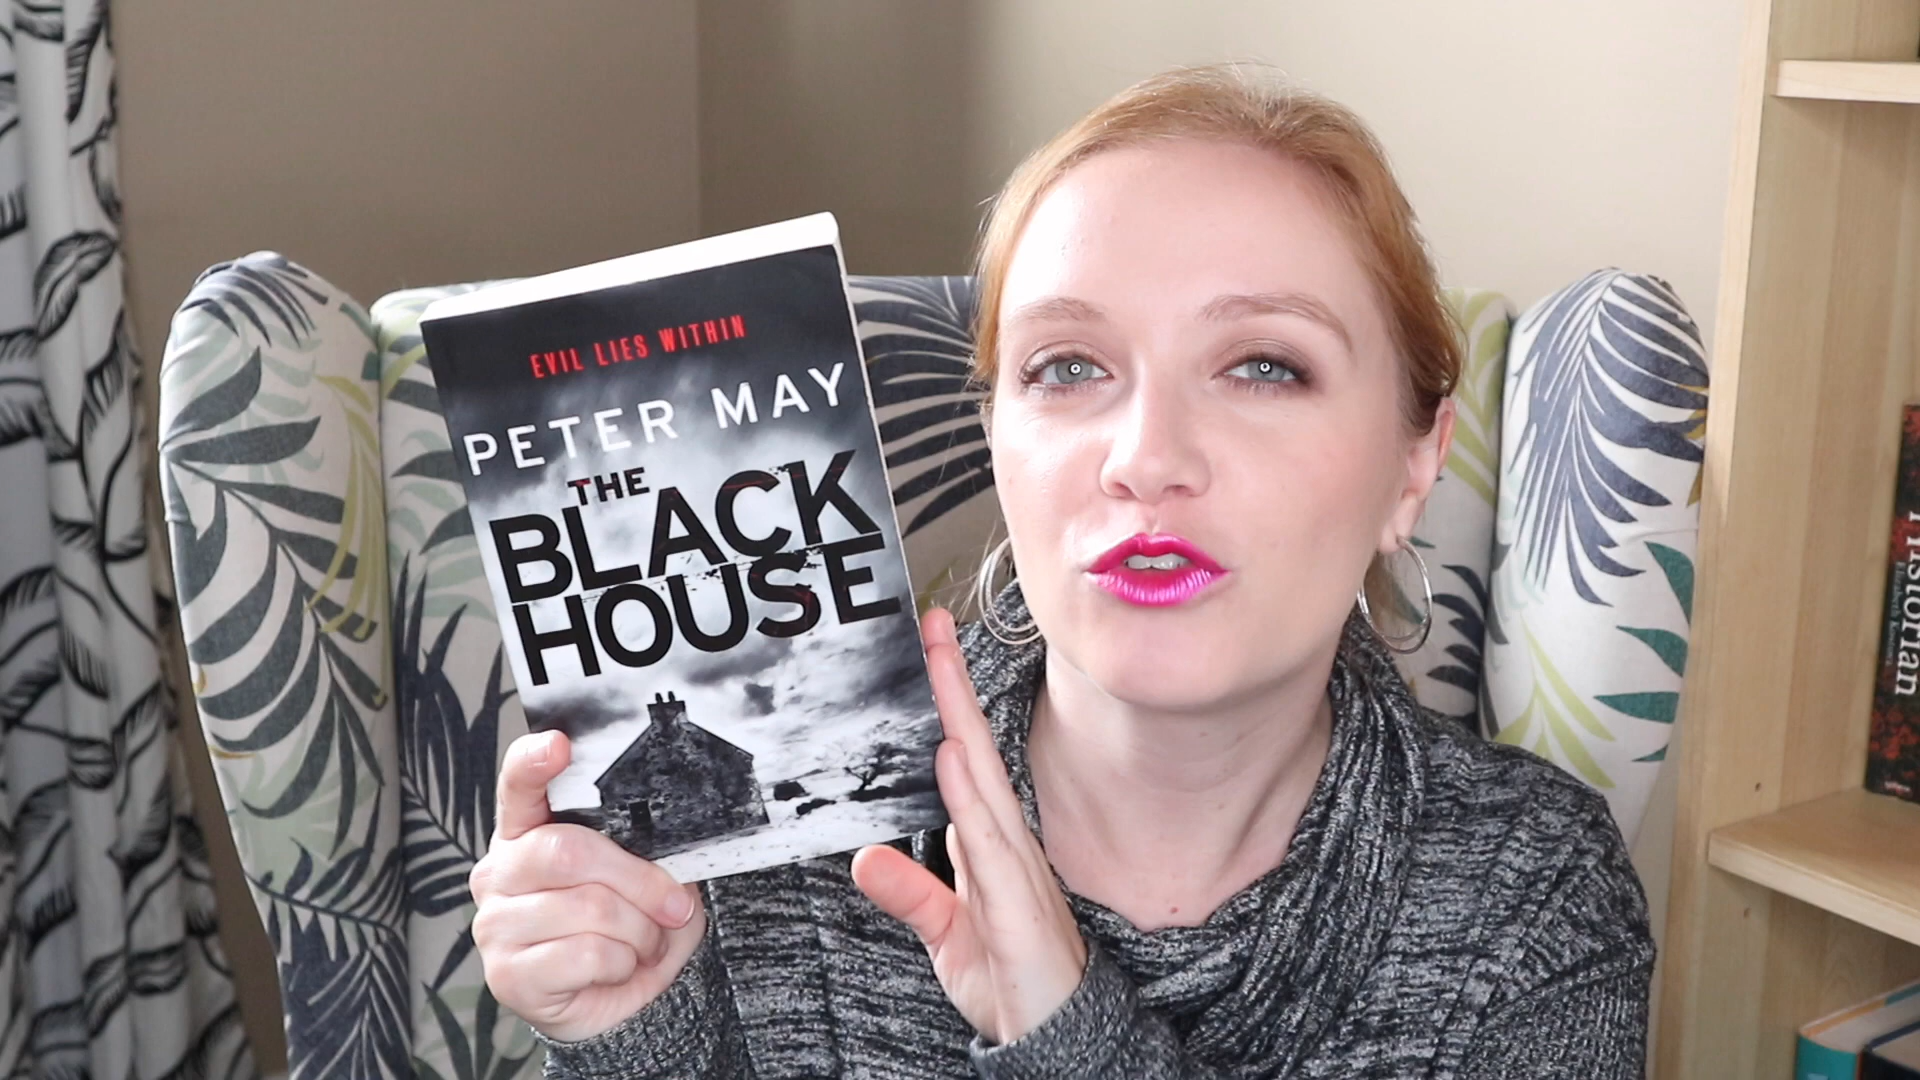 EVIL LIES WITHIN
PETER MAY
THE
BLACK
HOUSE
Historian